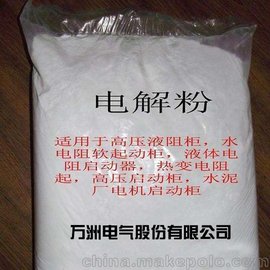 电解粉
适用于高压液阻柜，水
电阻软起动柜，液体电
阻启动器，热变电阻
起，高压启动柜，水泥
厂电机启动柜
万洲电气股份有限公司
china.makepolo.com